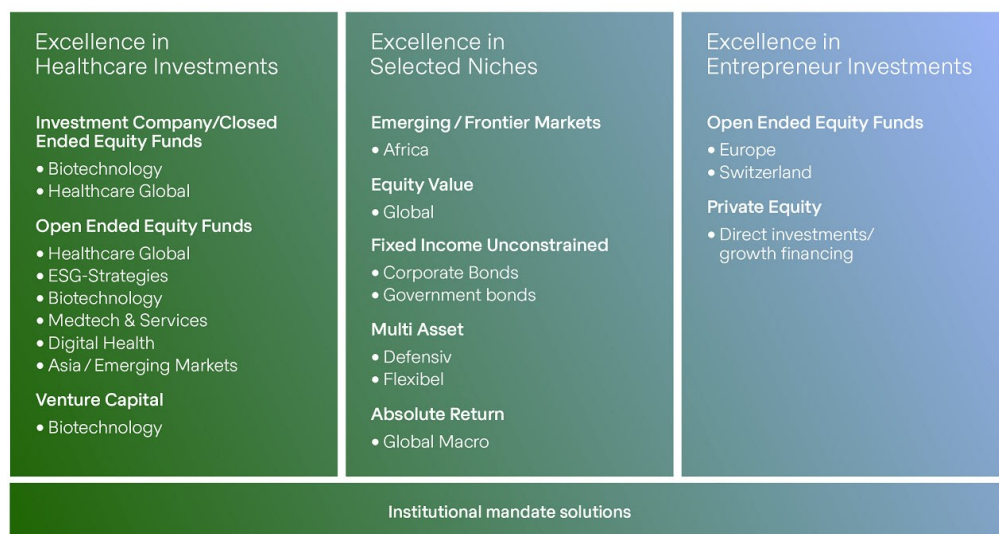 Excellence in
Healthcare Investments
Investment Company/Closed
Ended Equity Funds
• Biotechnology
• Healthcare Global
Open Ended Equity Funds
• Healthcare Global
• ESG-Strategies
• Biotechnology
• Medtech & Services
• Digital Health
• Asia / Emerging Markets
Venture Capital
• Biotechnology
Excellence in
Selected Niches
Emerging / Frontier Markets
• Africa
Equity Value
• Global
Fixed Income Unconstrained
• Corporate Bonds
• Government bonds
Multi Asset
• Defensiv
• Flexibel
Absolute Return
• Global Macro
Excellence in
Entrepreneur Investments
Open Ended Equity Funds
• Europe
• Switzerland
Private Equity
• Direct investments/
growth financing
Institutional mandate solutions